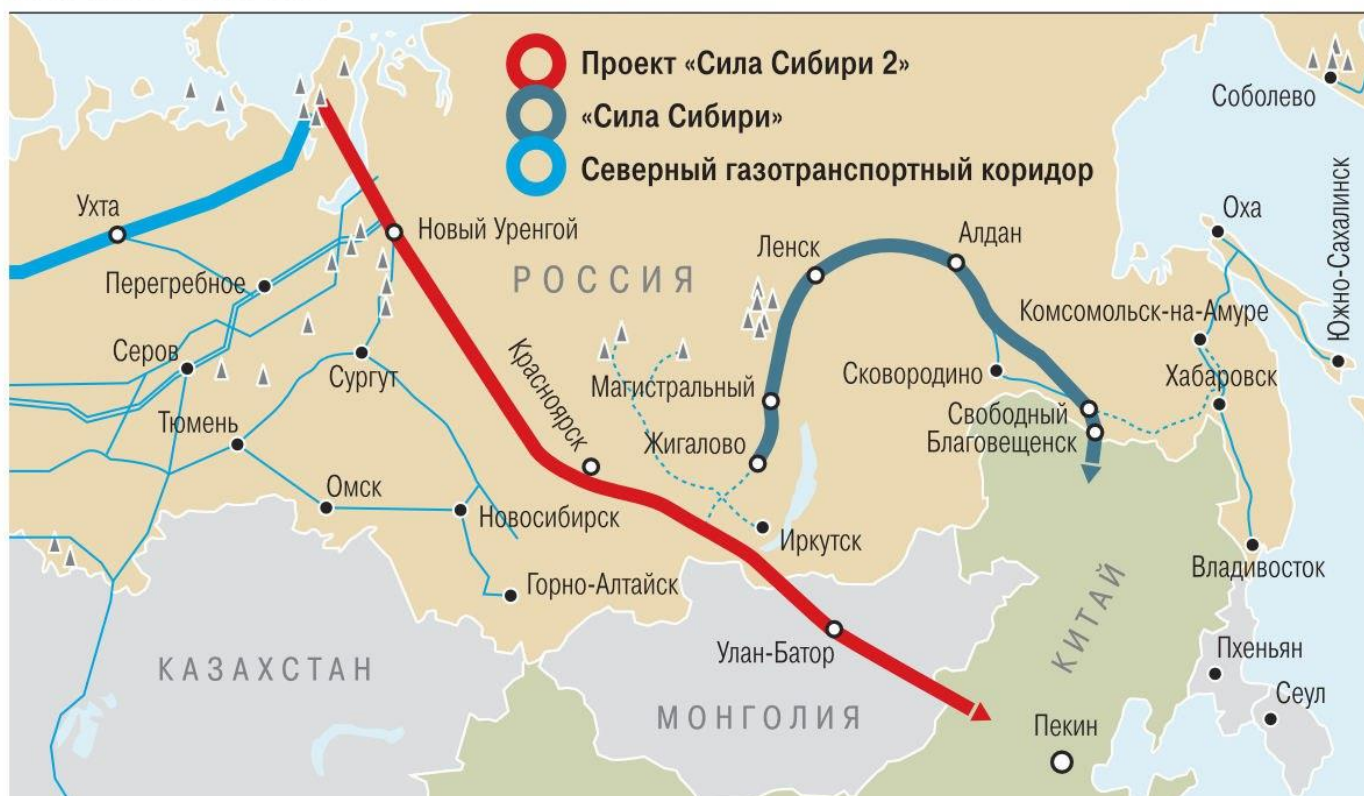 Проект «Сила Сибири 2»
«Сила Сибири»
Северный газотранспортный коридор
Соболево
Ухта
Новый Уренгой
Перегребное
РОССИЯ
Ленск
Алдан
Оха
Южно-Сахалинск
Комсомольск-на-Амуре
Серов
Сургут
Красноярск
Магистральный
Сковородино
Хабаровск
Тюмень
Жигалово
Свободный
Благовещенск
Омск
Новосибирск
Иркутск
Владивосток
Горно-Алтайск
КАЗАХСТАН
Улан-Батор
МОНГОЛИЯ
КИТАЙ
Пхеньян
Сеул
Пекин